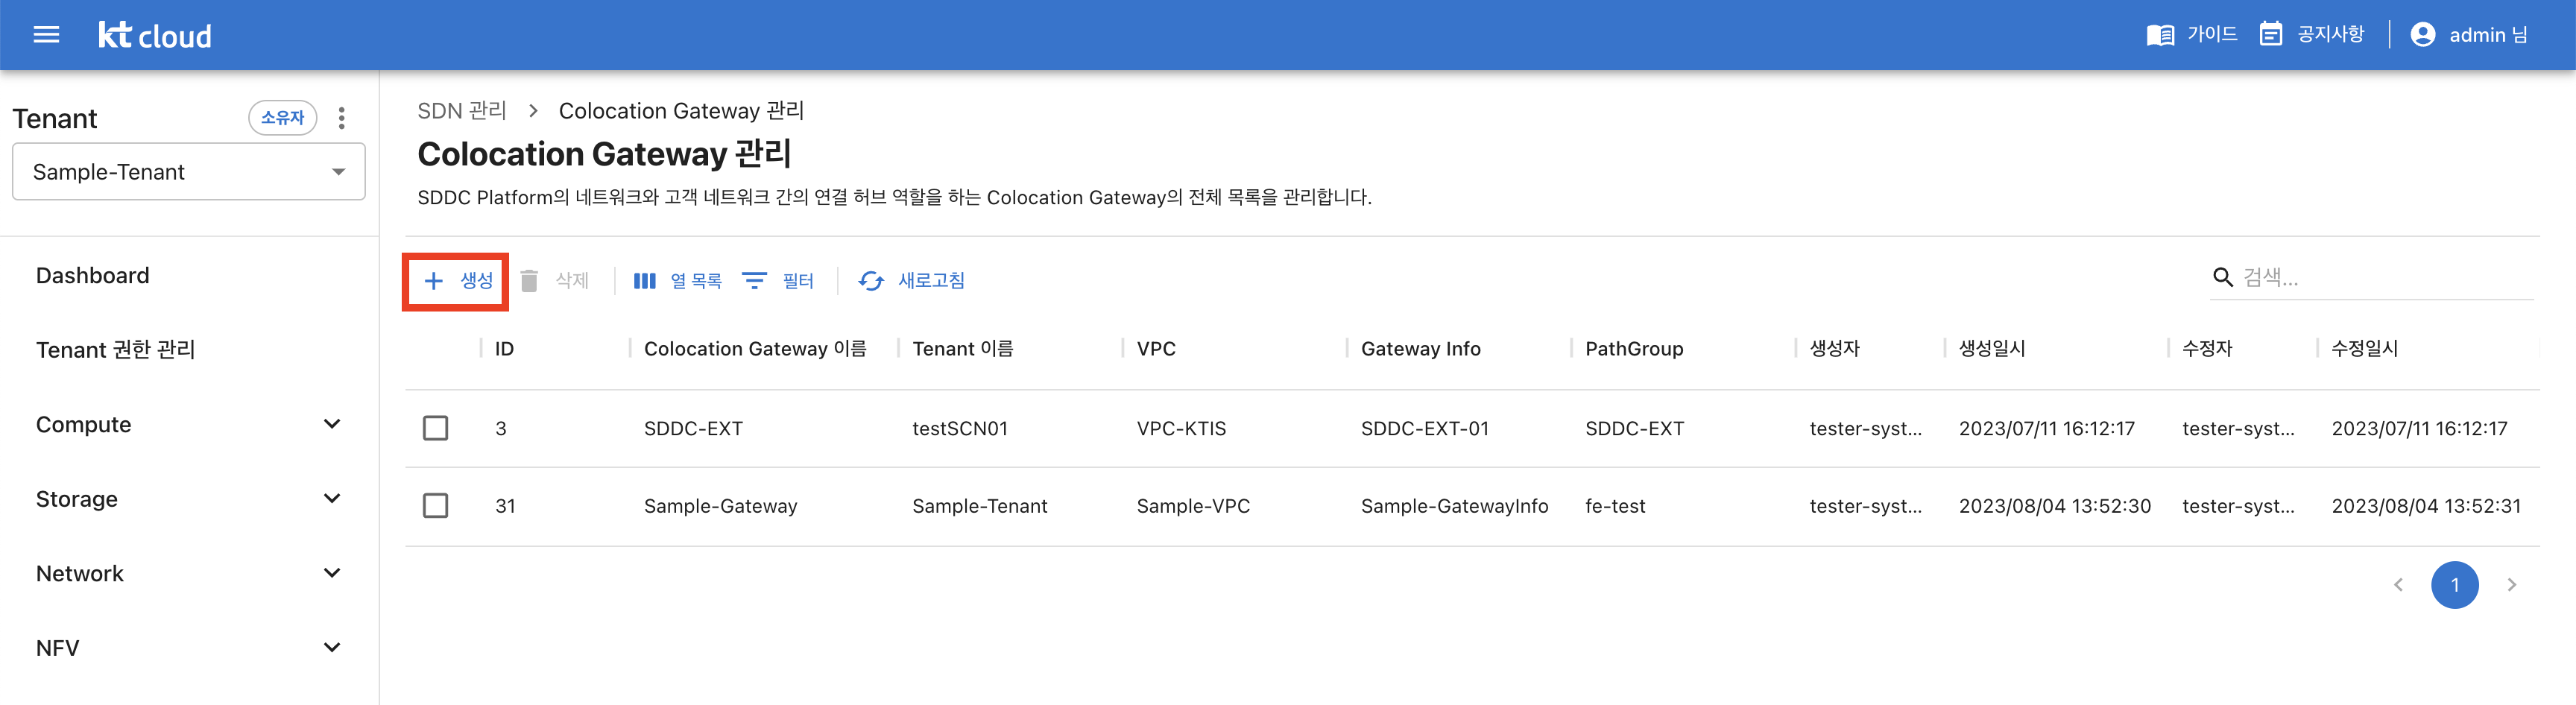 kt cloud
가이드 공지사항 admin 님
Tenant 소유자
Sample-Tenant
Dashboard
Tenant 권한 관리
Compute
Storage
Network
NFV
SDN 관리 > Colocation Gateway 관리
Colocation Gateway 관리
SDDC Platform의 네트워크와 고객 네트워크 간의 연결 허브 역할을 하는 Colocation Gateway의 전체 목록을 관리합니다.
+ 생성 삭제 열 목록 필터 새로고침 검색...
ID Colocation Gateway 이름 Tenant 이름 VPC Gateway Info PathGroup 생성자 생성일시 수정자 수정일시
3 SDDC-EXT testSCN01 VPC-KTIS SDDC-EXT-01 SDDC-EXT tester-syst... 2023/07/11 16:12:17 tester-syst... 2023/07/11 16:12:17
31 Sample-Gateway Sample-Tenant Sample-VPC Sample-GatewayInfo fe-test tester-syst... 2023/08/04 13:52:30 tester-syst... 2023/08/04 13:52:31
1